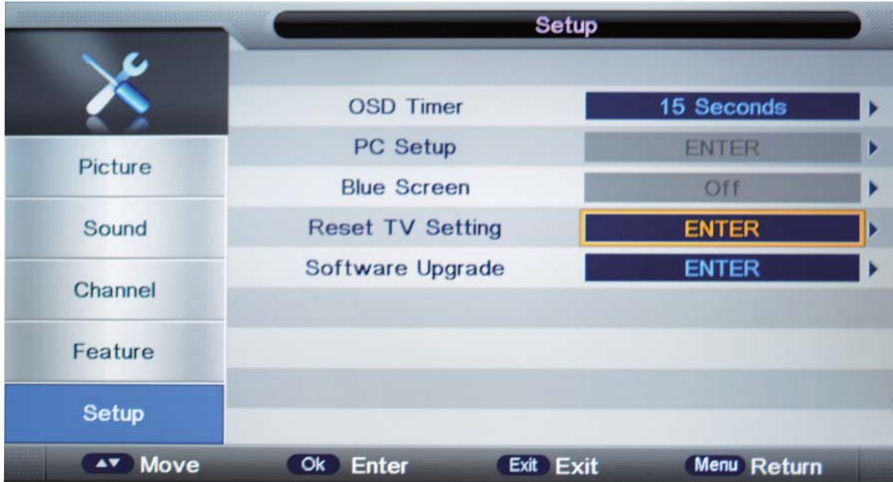 Setup
OSD Timer 15 Seconds
PC Setup ENTER
Blue Screen Off
Reset TV Setting ENTER
Software Upgrade ENTER
Picture
Sound
Channel
Feature
Setup
Move Ok Enter Exit Exit Menu Return